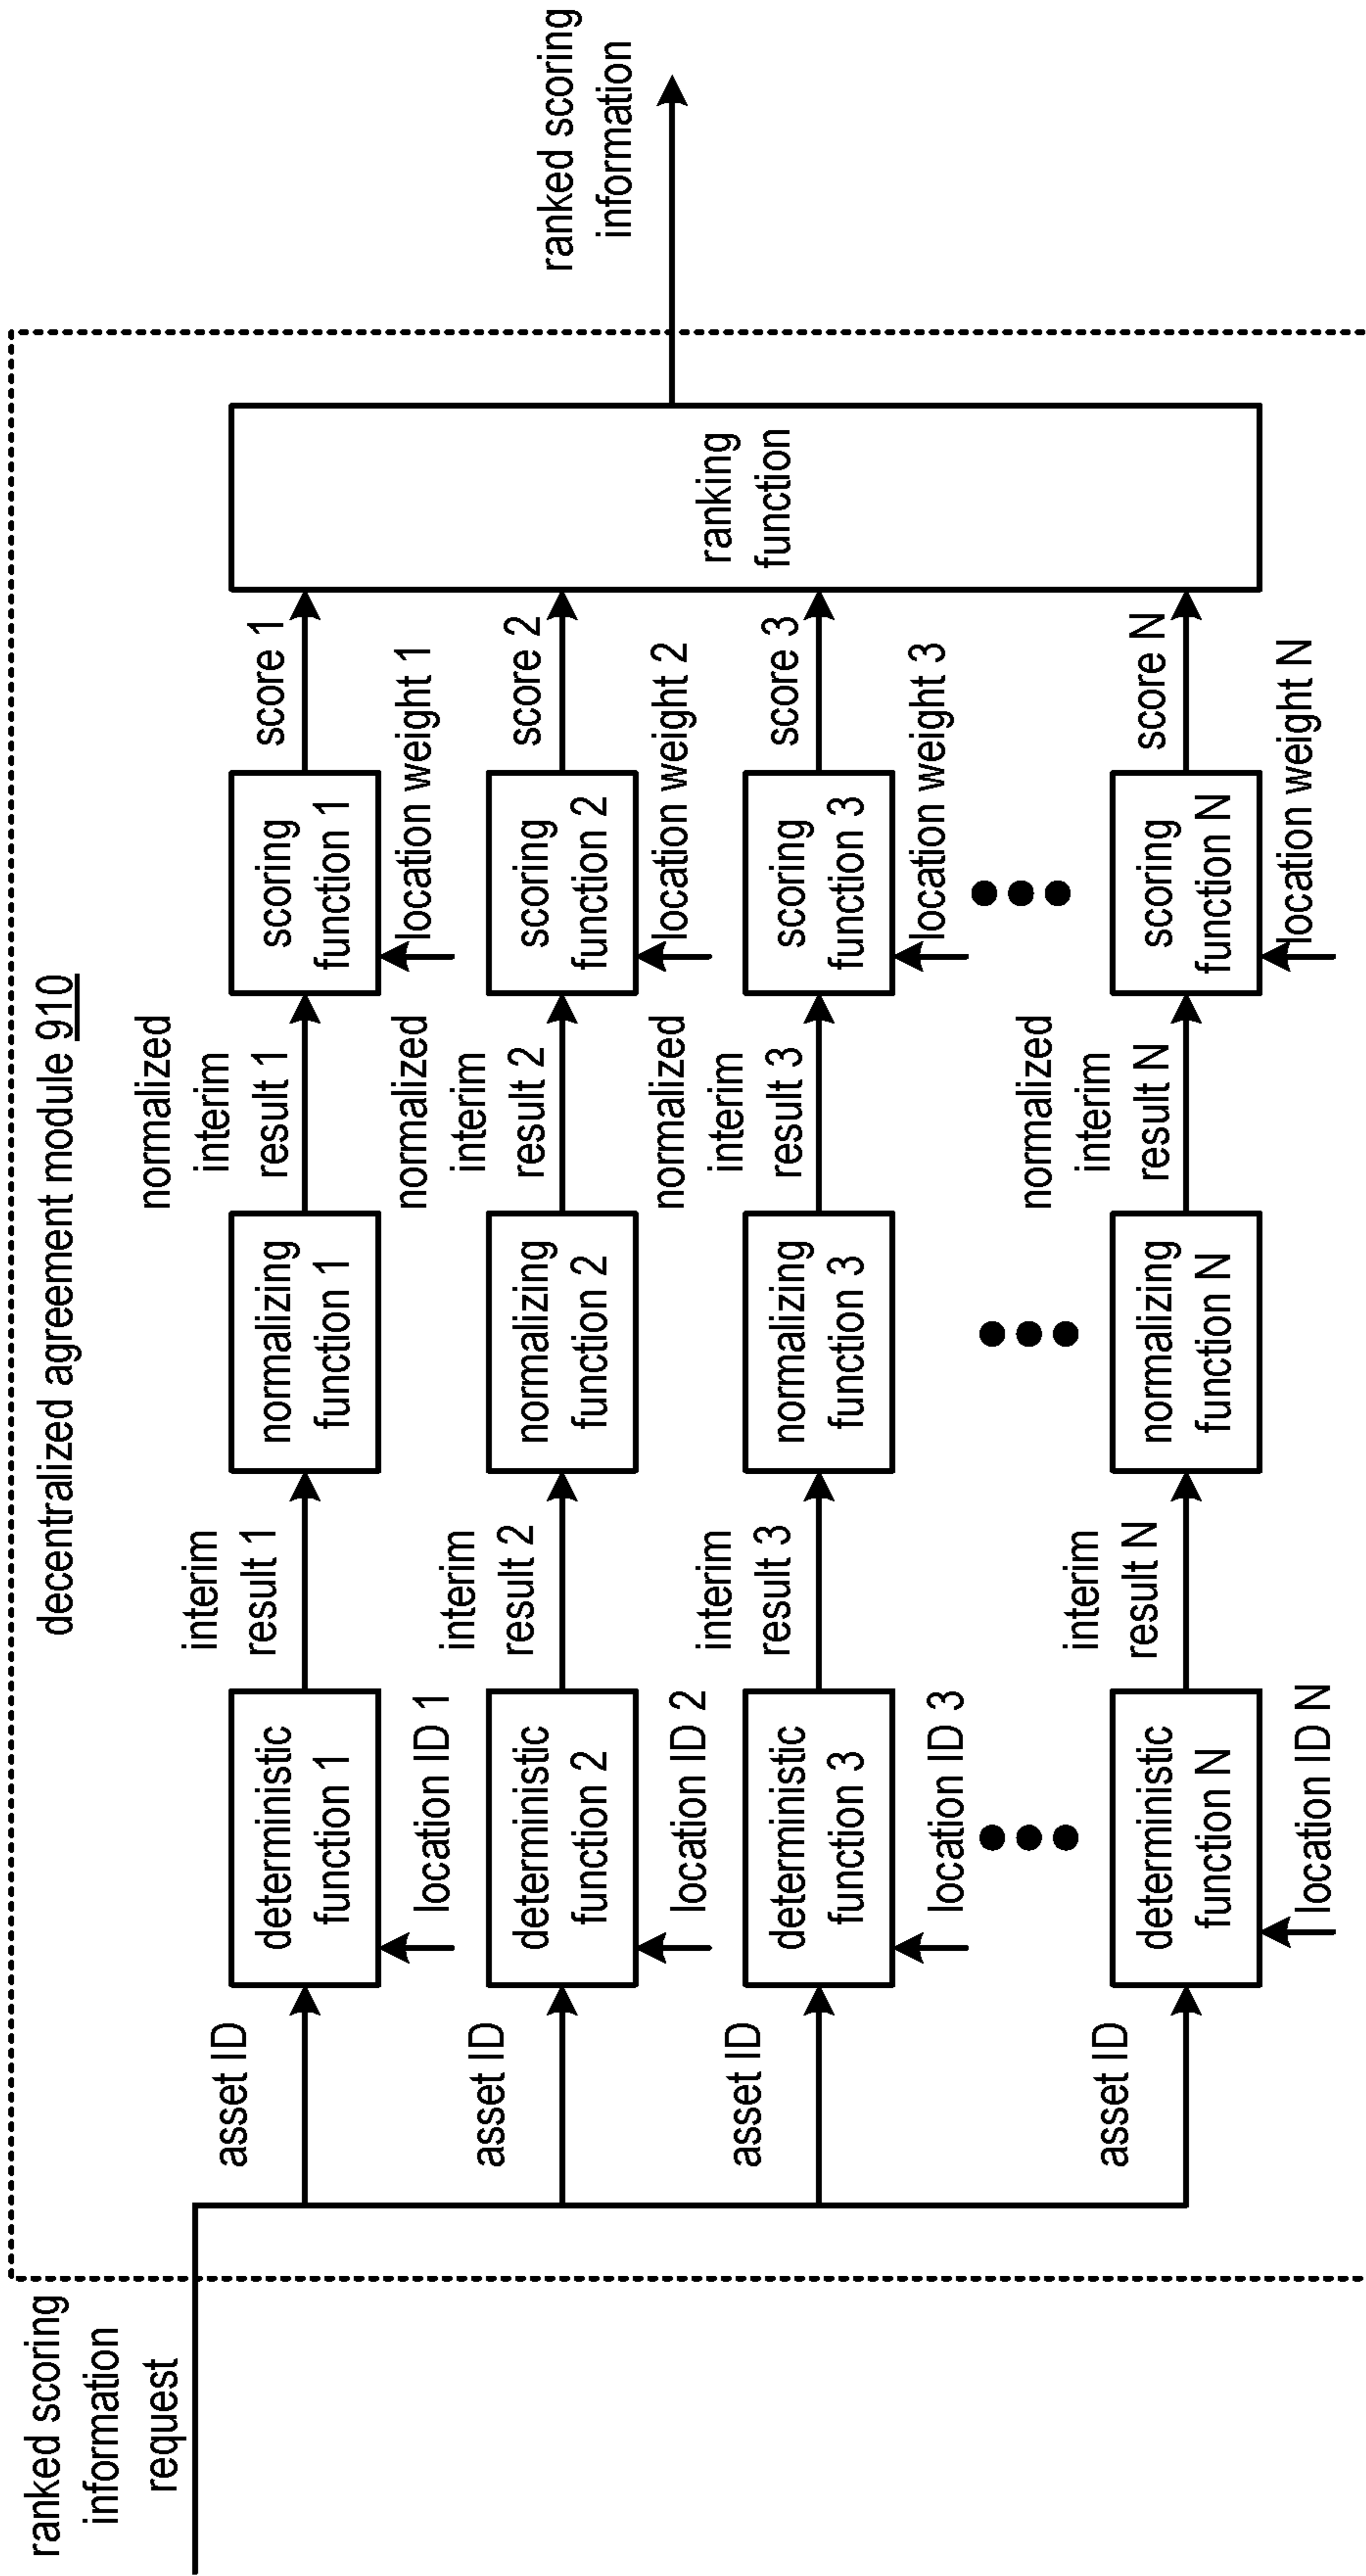 decentralized agreement module 910
ranked scoring
information
request
asset ID
deterministic
function 1
location ID 1
interim
result 1
normalizing
function 1
normalized
interim
result 1
scoring
function 1
location weight 1
score 1
asset ID
deterministic
function 2
location ID 2
interim
result 2
normalizing
function 2
normalized
interim
result 2
scoring
function 2
location weight 2
score 2
asset ID
deterministic
function 3
location ID 3
interim
result 3
normalizing
function 3
normalized
interim
result 3
scoring
function 3
location weight 3
score 3
asset ID
deterministic
function N
location ID N
interim
result N
normalizing
function N
normalized
interim
result N
scoring
function N
location weight N
score N
ranking
function
ranked scoring
information